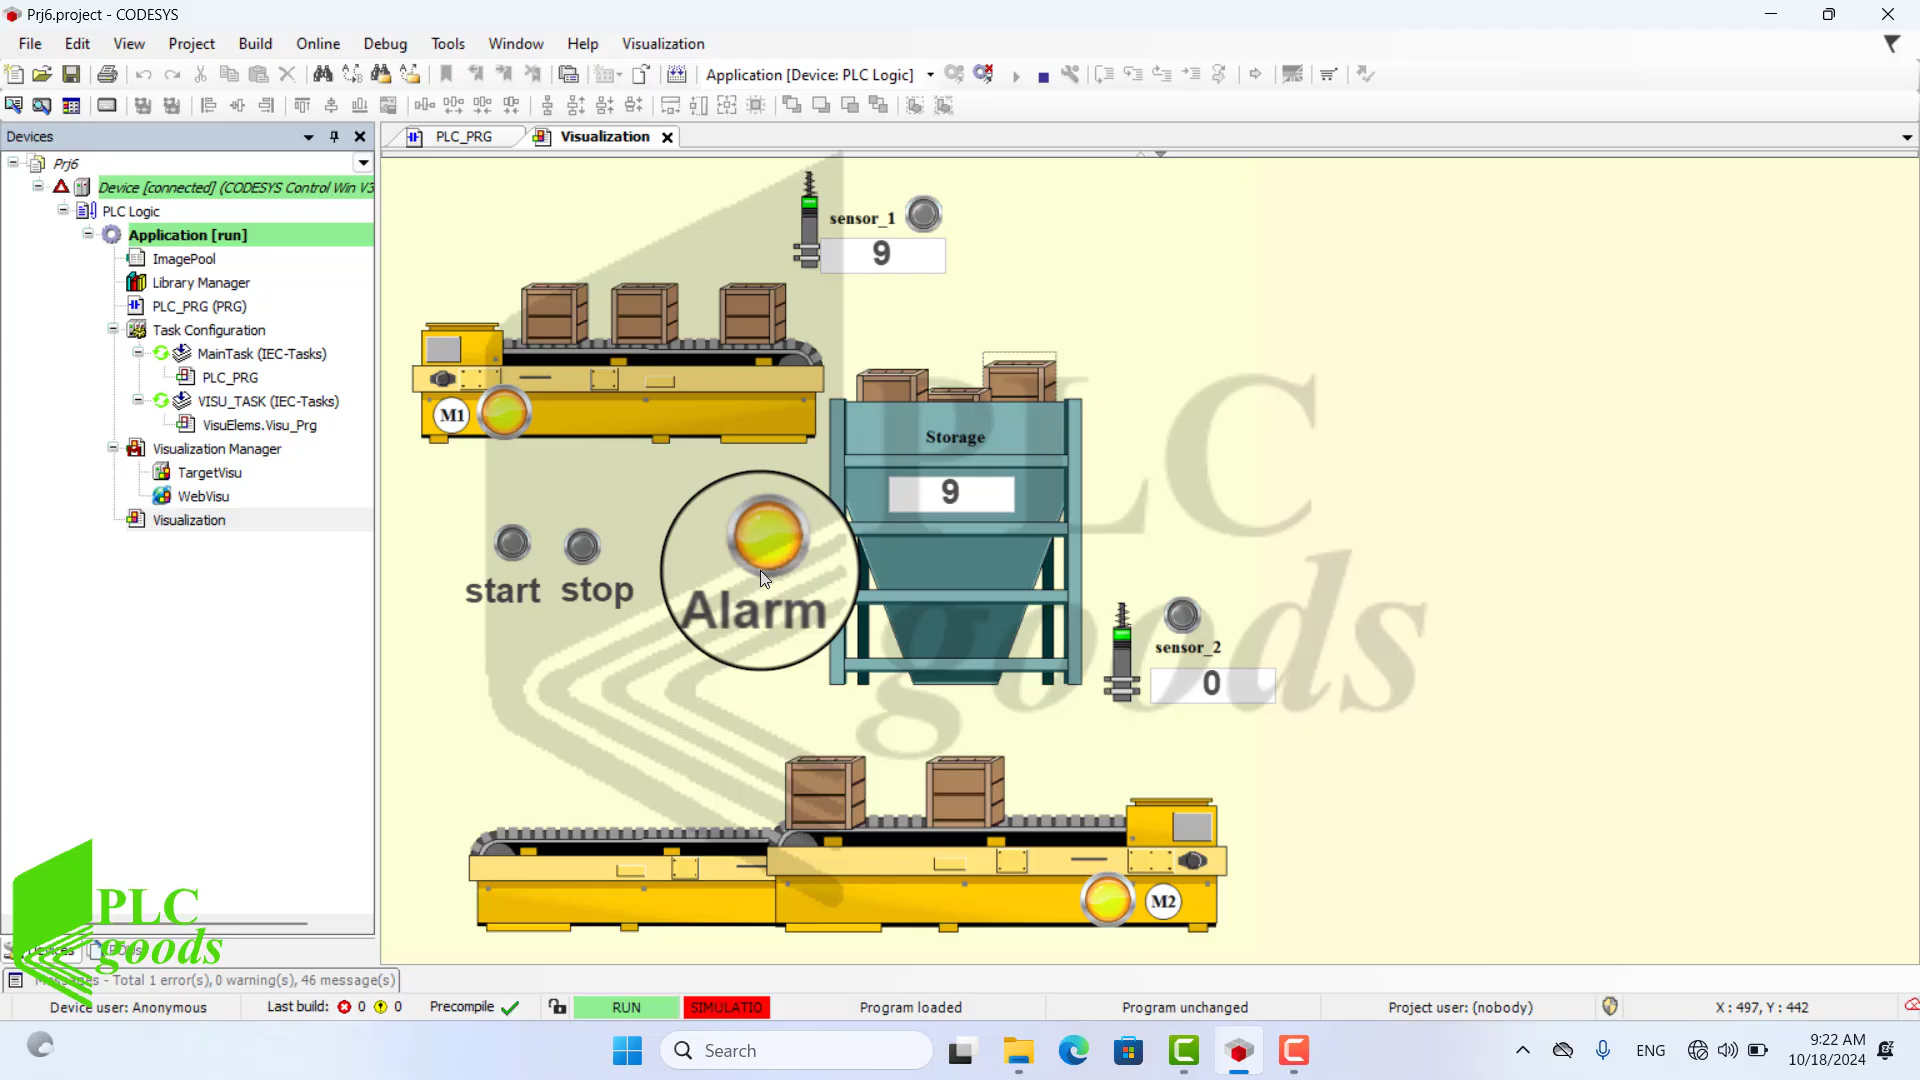 Prj6.project - CODESYS
File Edit View Project Build Online Debug Tools Window Help Visualization
Application [Device: PLC Logic]
Devices
PLC_PRG
Visualization
Prj6
Device [connected] (CODESYS Control Win V3
PLC Logic
Application [run]
ImagePool
Library Manager
PLC_PRG (PRG)
Task Configuration
MainTask (IEC-Tasks)
PLC_PRG
VISU_TASK (IEC-Tasks)
VisuElems.Visu_Prg
Visualization Manager
TargetVisu
WebVisu
Visualization
sensor_1
9
M1
Storage
9
start stop
Alarm
sensor_2
0
M2
PLC
goods
PLC
goods
Messages - Total 1 error(s), 0 warning(s), 46 message(s)
Device user: Anonymous Last build: 0 0 Precompile RUN SIMULATIO Program loaded Program unchanged Project user: (nobody) X : 497, Y : 442
Search
ENG
9:22 AM
10/18/2024